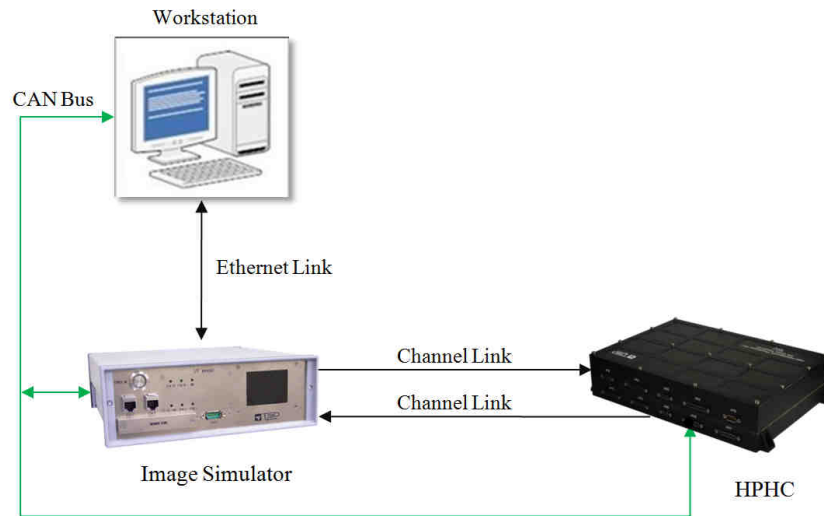 Workstation
CAN Bus
Ethernet Link
Channel Link
Channel Link
Image Simulator
HPHC